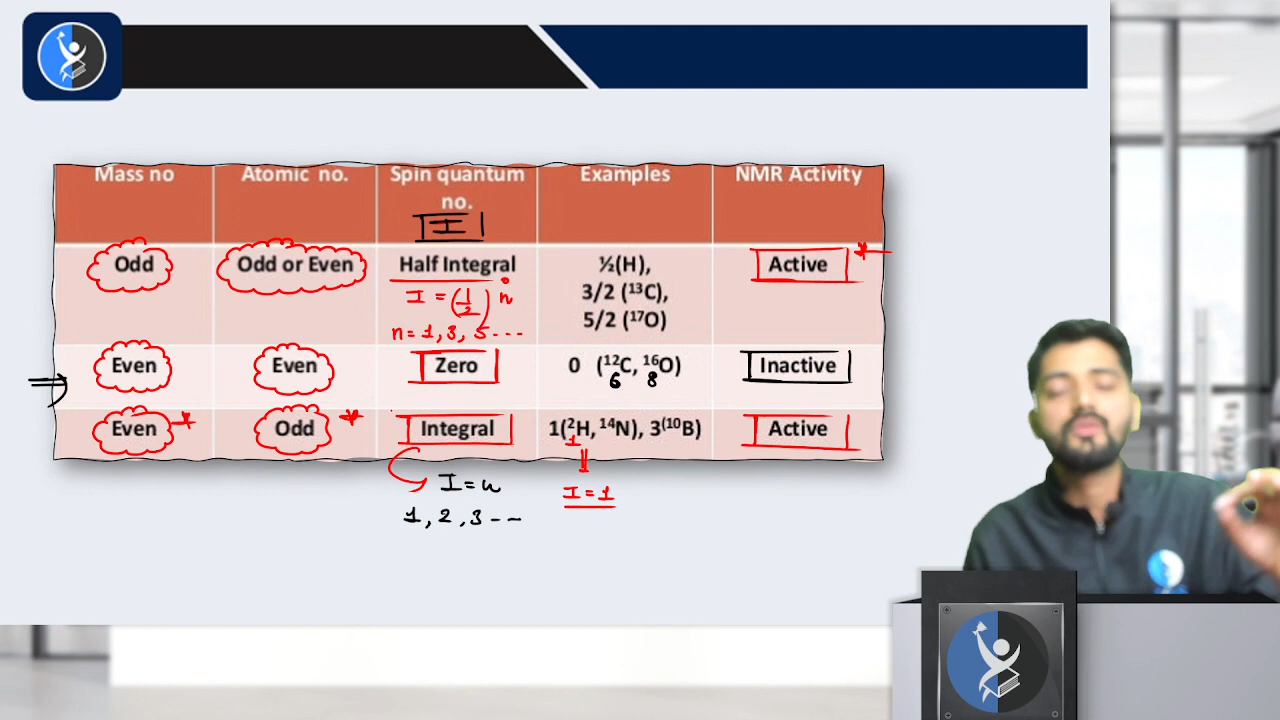 Mass no
Atomic no.
Spin quantum
no.
Examples
NMR Activity
I
Odd
Odd or Even
Half Integral
I = (1/2) n
n = 1, 3, 5 ...
½(H),
3/2 (¹³C),
5/2 (¹⁷O)
Active
Even
Even
Zero
0 (¹²C, ¹⁶O)
6 8
Inactive
Even
Odd
Integral
1(²H, ¹⁴N), 3(¹⁰B)
1
Active
I = n
1, 2, 3 --
I = 1